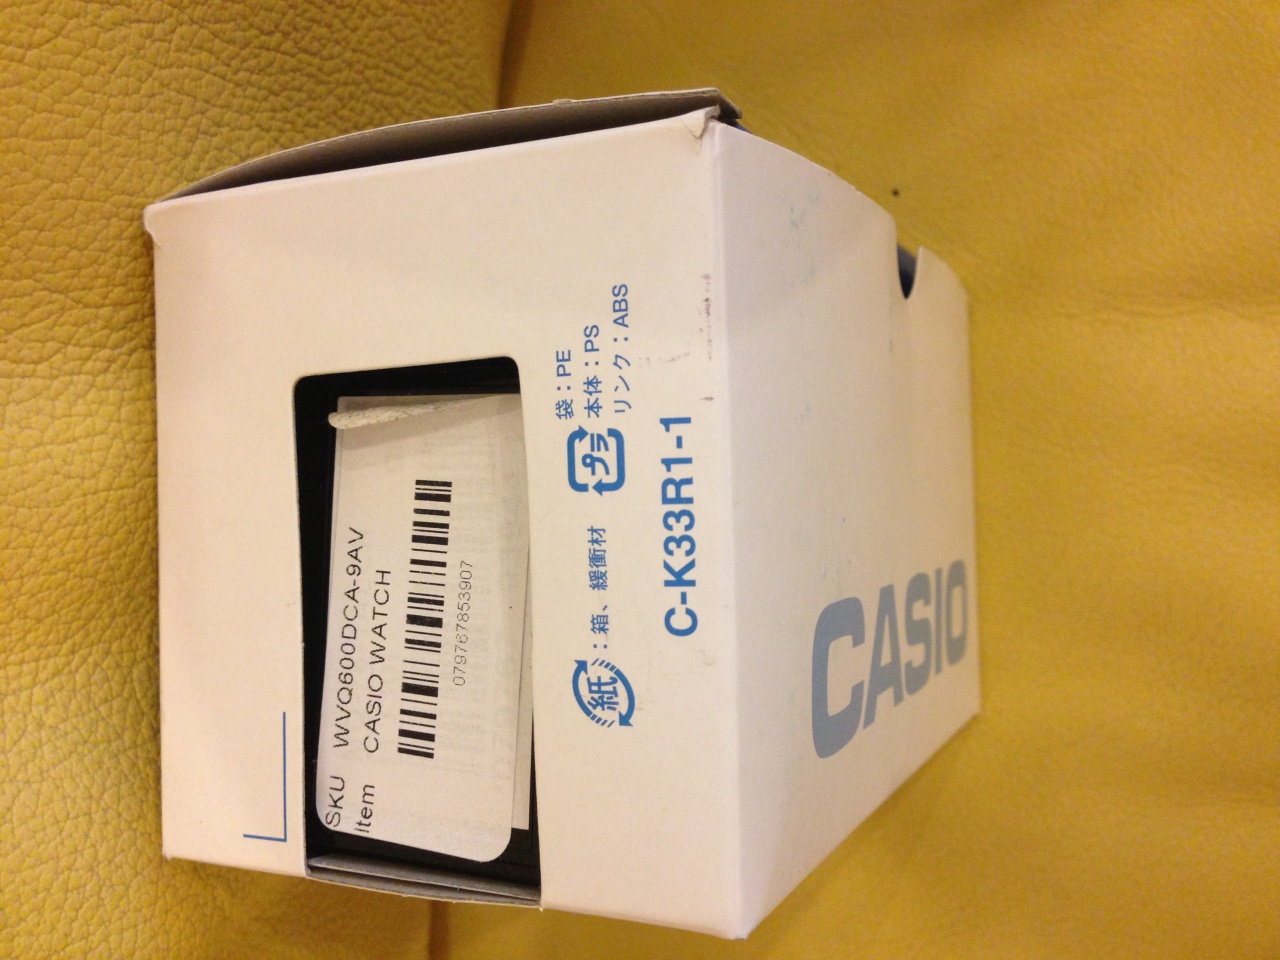 SKU WVQ600DCA-9AV
Item CASIO WATCH
079767853907
紙 : 箱、緩衝材
プラ 袋 : PE
本体 : PS
リンク : ABS
C-K33R1-1
CASIO